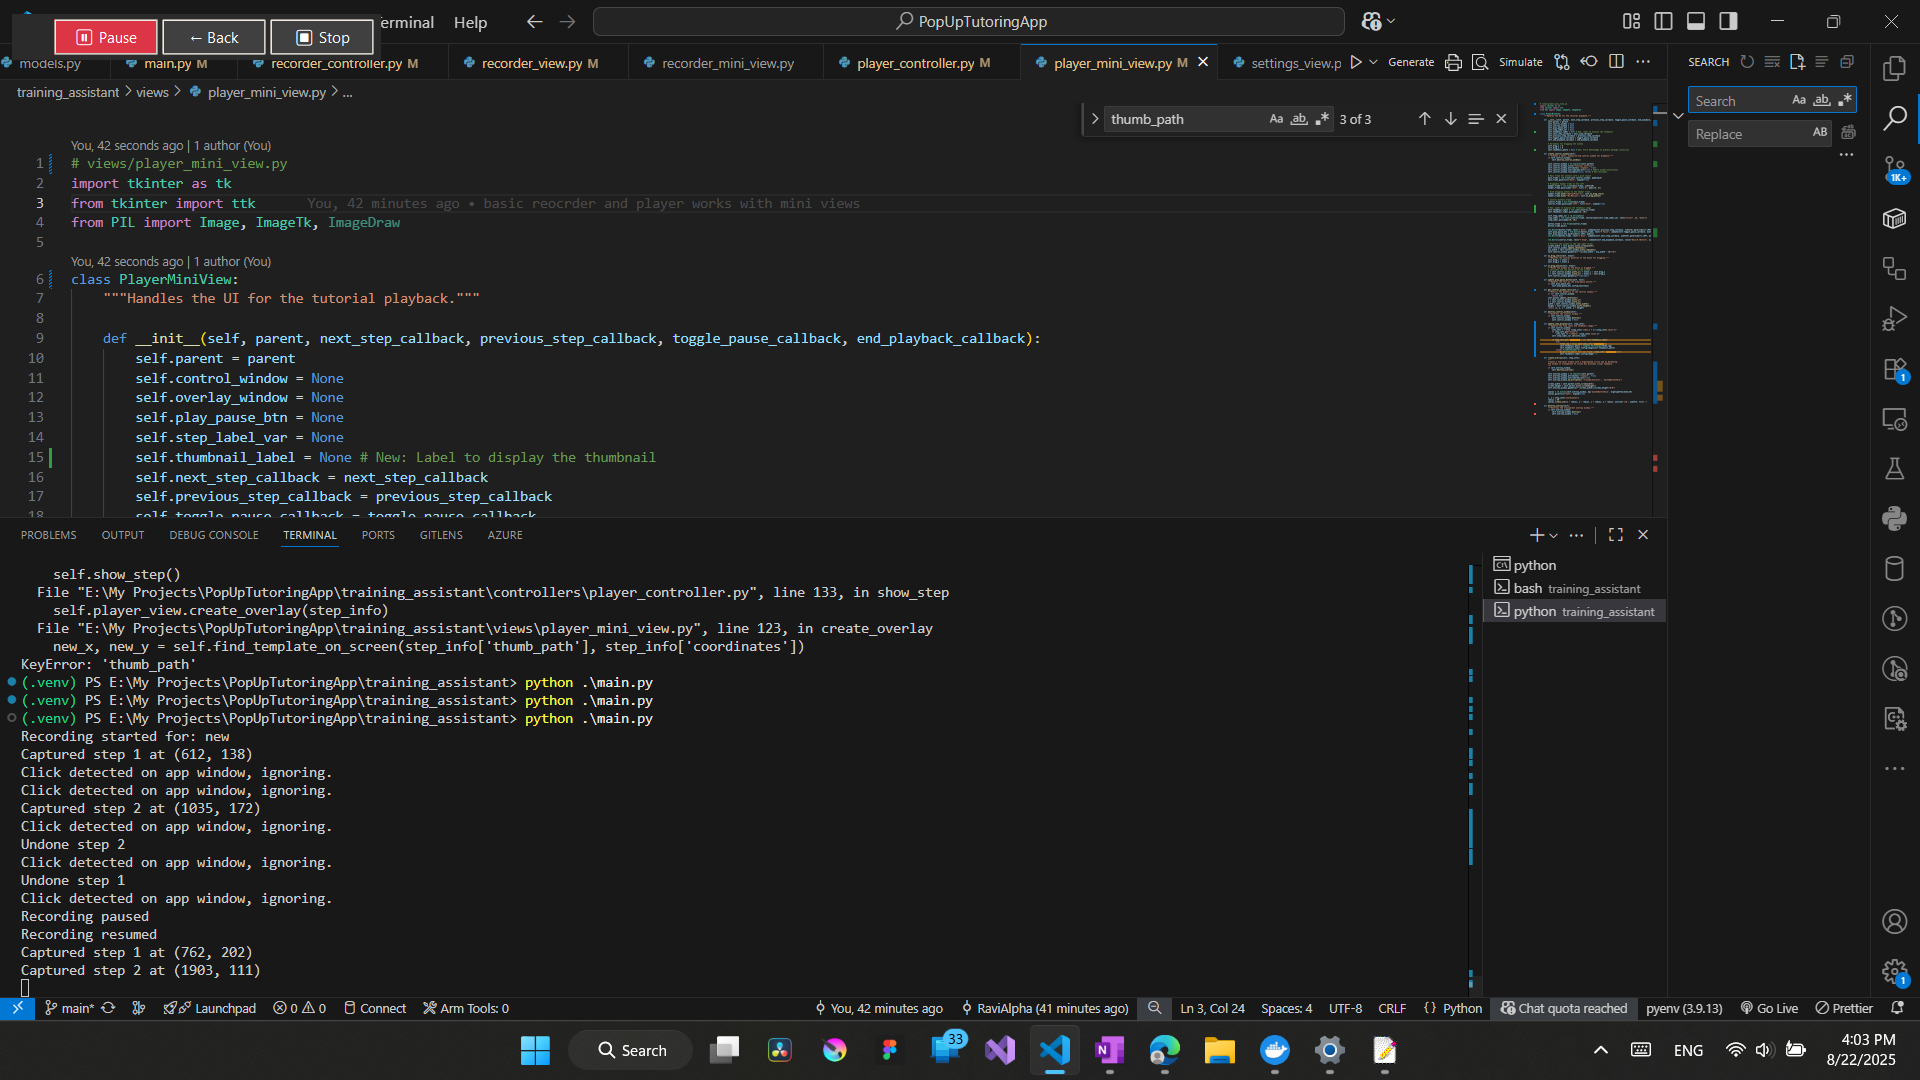 Pause
← Back
Stop
Terminal
Help
PopUpTutoringApp
models.py
main.py M
recorder_controller.py M
recorder_view.py M
recorder_mini_view.py
player_controller.py M
player_mini_view.py M
settings_view.p
Generate
Simulate
SEARCH
training_assistant > views > player_mini_view.py > ...
thumb_path
Aa ab
3 of 3
Search
Aa ab
Replace
AB
You, 42 seconds ago | 1 author (You)
1 # views/player_mini_view.py
2 import tkinter as tk
3 from tkinter import ttk You, 42 minutes ago • basic reocrder and player works with mini views
4 from PIL import Image, ImageTk, ImageDraw
5
You, 42 seconds ago | 1 author (You)
6 class PlayerMiniView:
7 """Handles the UI for the tutorial playback."""
8
9 def __init__(self, parent, next_step_callback, previous_step_callback, toggle_pause_callback, end_playback_callback):
10 self.parent = parent
11 self.control_window = None
12 self.overlay_window = None
13 self.play_pause_btn = None
14 self.step_label_var = None
15 self.thumbnail_label = None # New: Label to display the thumbnail
16 self.next_step_callback = next_step_callback
17 self.previous_step_callback = previous_step_callback
18 self.toggle_pause_callback = toggle_pause_callback
1K+
1
PROBLEMS
OUTPUT
DEBUG CONSOLE
TERMINAL
PORTS
GITLENS
AZURE
python
bash training_assistant
python training_assistant
self.show_step()
File "E:\My Projects\PopUpTutoringApp\training_assistant\controllers\player_controller.py", line 133, in show_step
self.player_view.create_overlay(step_info)
File "E:\My Projects\PopUpTutoringApp\training_assistant\views\player_mini_view.py", line 123, in create_overlay
new_x, new_y = self.find_template_on_screen(step_info['thumb_path'], step_info['coordinates'])
KeyError: 'thumb_path'
(.venv) PS E:\My Projects\PopUpTutoringApp\training_assistant> python .\main.py
(.venv) PS E:\My Projects\PopUpTutoringApp\training_assistant> python .\main.py
(.venv) PS E:\My Projects\PopUpTutoringApp\training_assistant> python .\main.py
Recording started for: new
Captured step 1 at (612, 138)
Click detected on app window, ignoring.
Click detected on app window, ignoring.
Captured step 2 at (1035, 172)
Click detected on app window, ignoring.
Undone step 2
Click detected on app window, ignoring.
Undone step 1
Click detected on app window, ignoring.
Recording paused
Recording resumed
Captured step 1 at (762, 202)
Captured step 2 at (1903, 111)
1
main*
Launchpad
0 0
Connect
Arm Tools: 0
You, 42 minutes ago
RaviAlpha (41 minutes ago)
Ln 3, Col 24
Spaces: 4
UTF-8
CRLF
{} Python
Chat quota reached
pyenv (3.9.13)
Go Live
Prettier
Search
33
ENG
4:03 PM
8/22/2025